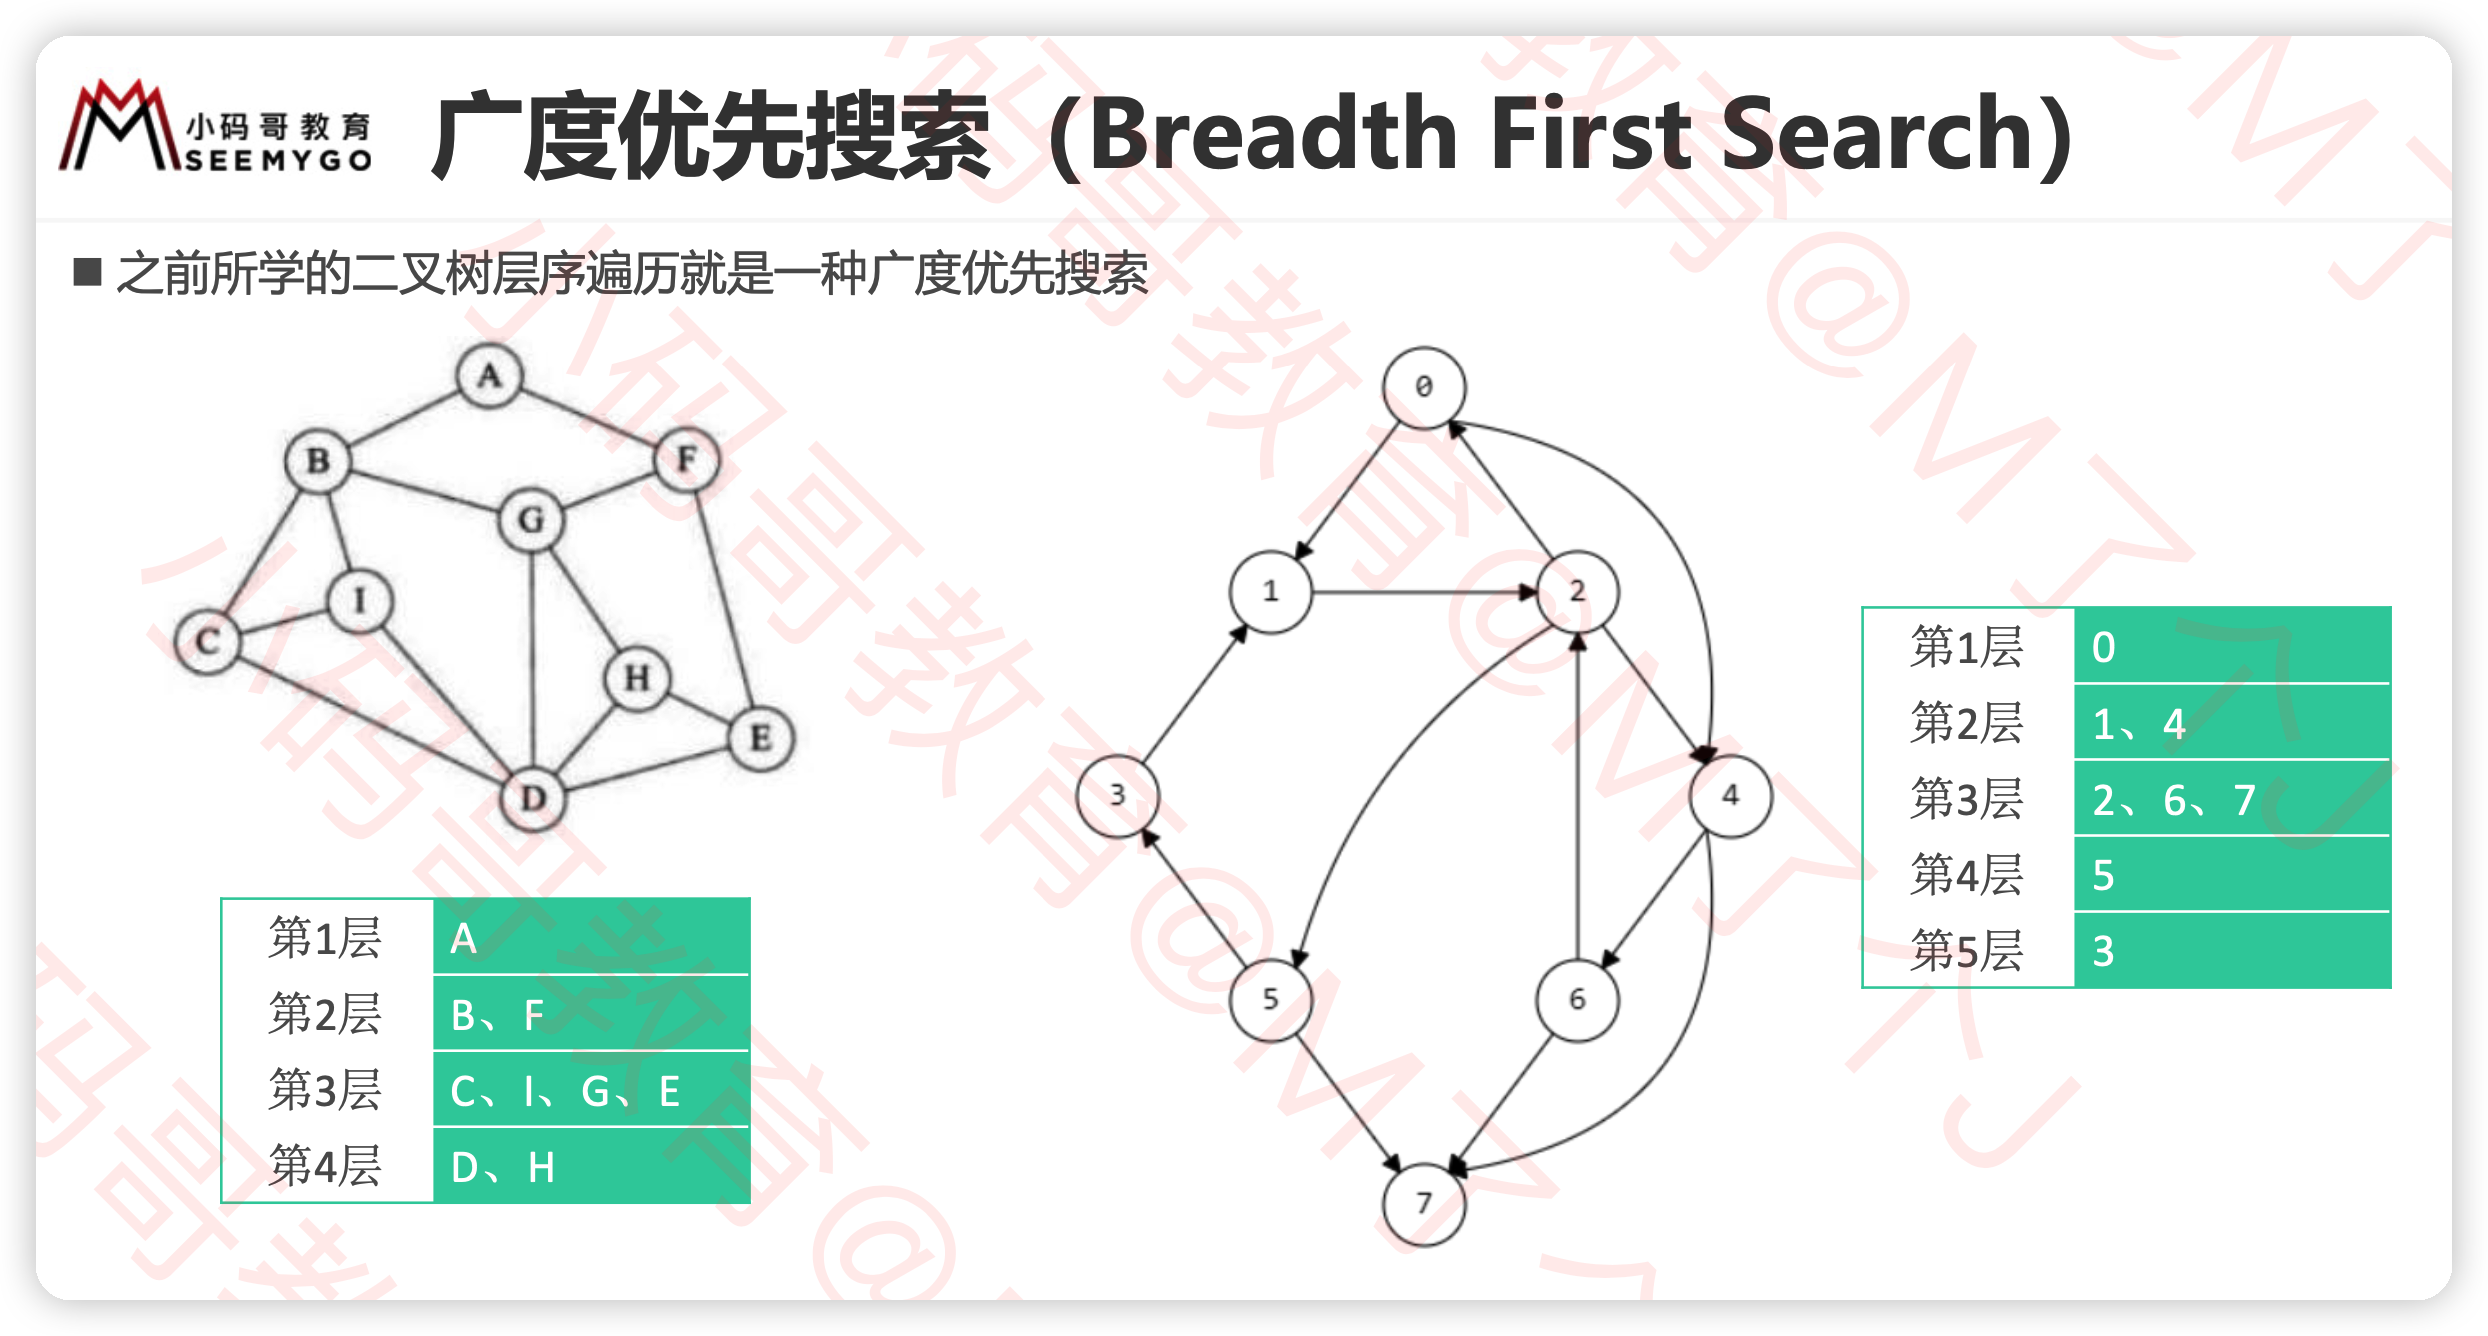 小码哥教育
SEEMYGO
广度优先搜索（Breadth First Search）
■ 之前所学的二叉树层序遍历就是一种广度优先搜索
A
B
F
G
I
C
H
E
D
第1层 A
第2层 B、F
第3层 C、I、G、E
第4层 D、H
0
1
2
3
4
5
6
7
第1层 0
第2层 1、4
第3层 2、6、7
第4层 5
第5层 3
小码哥教育@M了个J